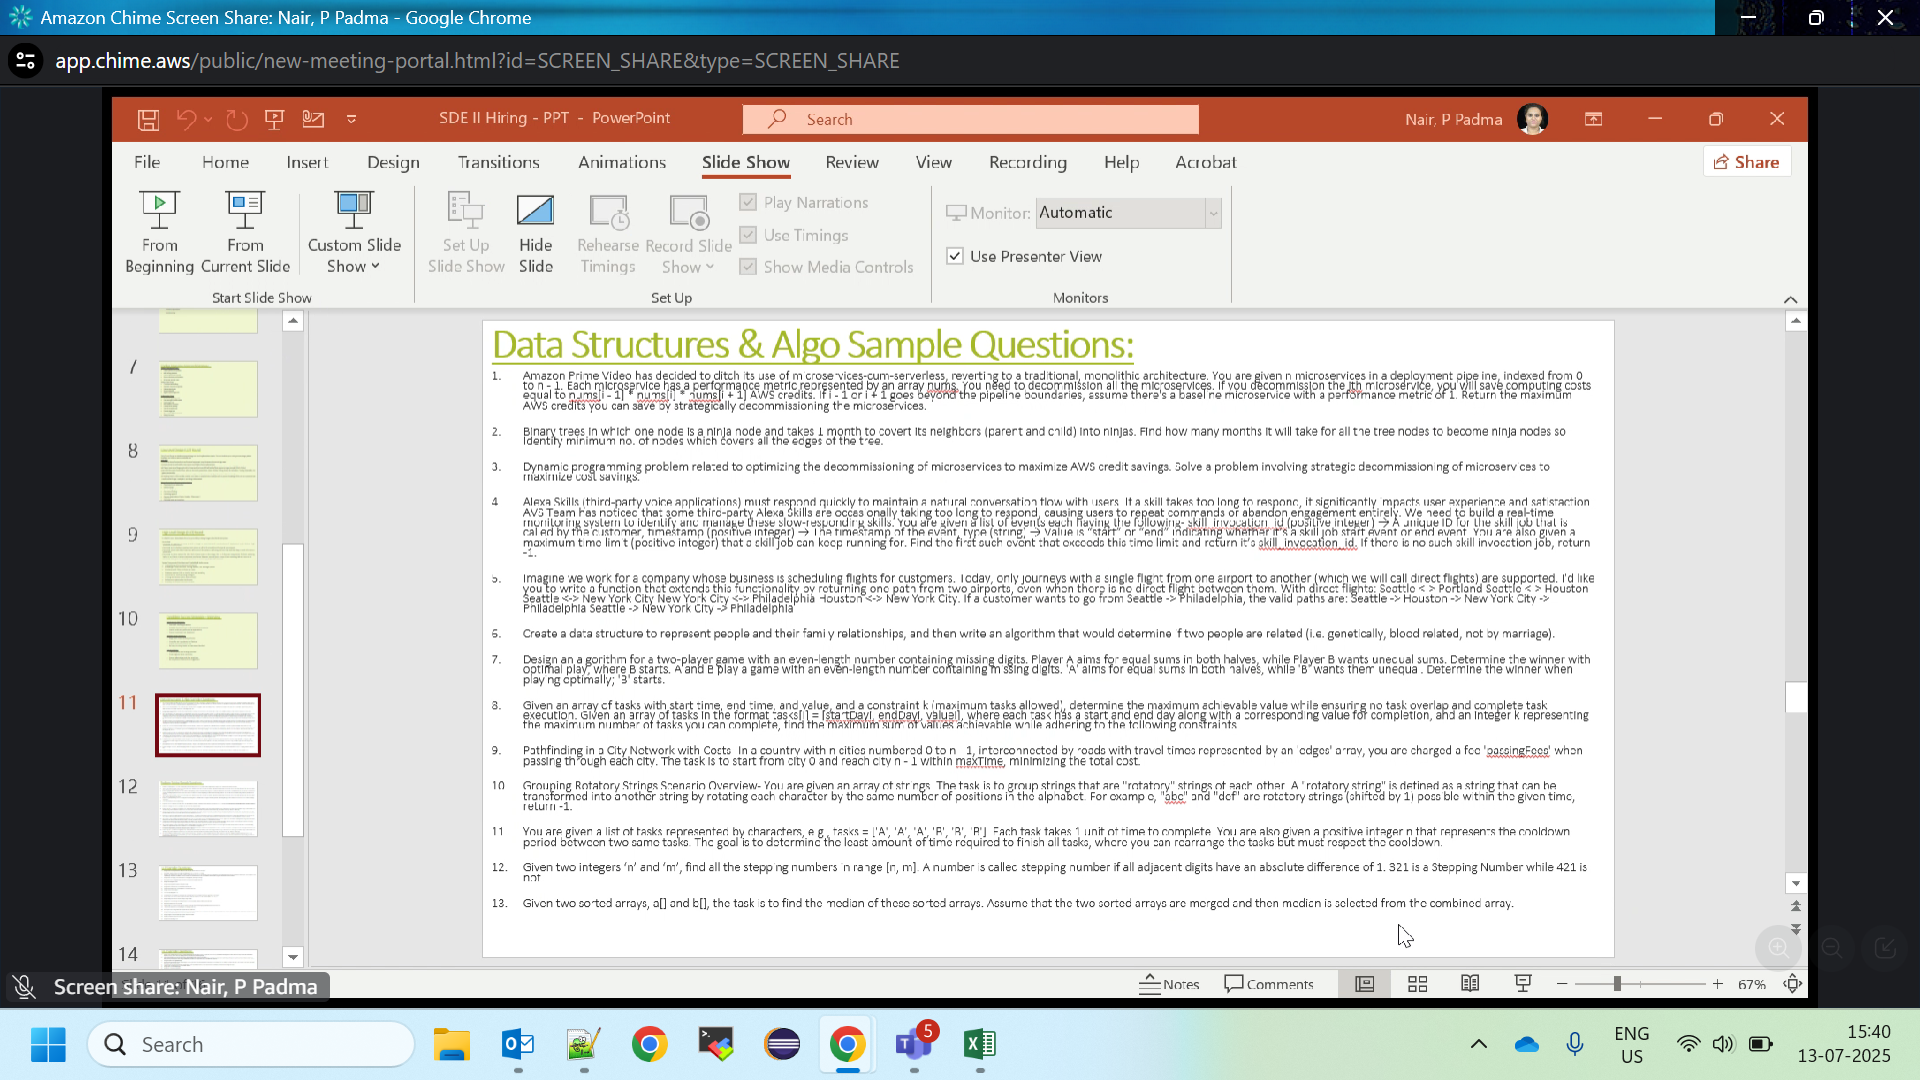 Amazon Chime Screen Share: Nair, P Padma - Google Chrome
app.chime.aws/public/new-meeting-portal.html?id=SCREEN_SHARE&type=SCREEN_SHARE
SDE II Hiring - PPT - PowerPoint
Search
Nair, P Padma
File Home Insert Design Transitions Animations Slide Show Review View Recording Help Acrobat
Share
From Beginning
From Current Slide
Custom Slide Show
Set Up Slide Show
Hide Slide
Rehearse Timings
Record Slide Show
Play Narrations
Use Timings
Show Media Controls
Monitor: Automatic
Use Presenter View
Start Slide Show
Set Up
Monitors
7
8
9
10
11
12
13
14
Data Structures & Algo Sample Questions:
1. Amazon Prime Video has decided to ditch its use of microservices-cum-serverless, reverting to a traditional, monolithic architecture. You are given n microservices in a deployment pipeline, indexed from 0
to n - 1. Each microservice has a performance metric represented by an array nums. You need to decommission all the microservices. If you decommission the ith microservice, you will save computing costs
equal to nums[i - 1] * nums[i] * nums[i + 1] AWS credits. If i - 1 or i + 1 goes beyond the pipeline boundaries, assume there's a baseline microservice with a performance metric of 1. Return the maximum
AWS credits you can save by strategically decommissioning the microservices.
2. Binary trees in which one node is a ninja node and takes 1 month to covert its neighbors (parent and child) into ninjas. Find how many months it will take for all the tree nodes to become ninja nodes so
identify minimum no. of nodes which covers all the edges of the tree.
3. Dynamic programming problem related to optimizing the decommissioning of microservices to maximize AWS credit savings. Solve a problem involving strategic decommissioning of microservices to
maximize cost savings.
4 Alexa Skills (third-party voice applications) must respond quickly to maintain a natural conversation flow with users. If a skill takes too long to respond, it significantly impacts user experience and satisfaction
AVS Team has noticed that some third-party Alexa Skills are occasionally taking too long to respond, causing users to repeat commands or abandon engagement entirely. We need to build a real-time
monitoring system to identify and manage these slow-responding skills. You are given a list of events each having the following- skill_invocation_id (positive integer) → A unique ID for the skill job that is
called by the customer, timestamp (positive integer) → The timestamp of the event, type (string) → Value is "start" or "end" indicating whether it's a skill job start event or end event. You are also given a
maximum time limit (positive integer) that a skill job can keep running for. Find the first such event that exceeds this time limit and return it's skill_invocation_id. If there is no such skill invocation job, return
-1.
5. Imagine we work for a company whose business is scheduling flights for customers. Today, only journeys with a single flight from one airport to another (which we will call direct flights) are supported. I'd like
you to write a function that extends this functionality by returning one path from two airports, even when there is no direct flight between them. With direct flights: Seattle <-> Portland Seattle <-> Houston
Seattle <-> New York City New York City <-> Philadelphia Houston <-> New York City. If a customer wants to go from Seattle -> Philadelphia, the valid paths are: Seattle -> Houston -> New York City ->
Philadelphia Seattle -> New York City -> Philadelphia
6. Create a data structure to represent people and their family relationships, and then write an algorithm that would determine if two people are related (i.e. genetically, blood related, not by marriage).
7. Design an algorithm for a two-player game with an even-length number containing missing digits. Player A aims for equal sums in both halves, while Player B wants unequal sums. Determine the winner with
optimal play, where B starts. A and B play a game with an even-length number containing missing digits. 'A' aims for equal sums in both halves, while 'B' wants them unequal. Determine the winner when
playing optimally; 'B' starts.
8. Given an array of tasks with start time, end time, and value, and a constraint k (maximum tasks allowed), determine the maximum achievable value while ensuring no task overlap and complete task
execution. Given an array of tasks in the format tasks[i] = [startDayi, endDayi, valuei], where each task has a start and end day along with a corresponding value for completion, and an integer k representing
the maximum number of tasks you can complete, find the maximum sum of values achievable while adhering to the following constraints
9. Pathfinding in a City Network with Costs- In a country with n cities numbered 0 to n - 1, interconnected by roads with travel times represented by an 'edges' array, you are charged a fee 'passingFees' when
passing through each city. The task is to start from city 0 and reach city n - 1 within maxTime, minimizing the total cost.
10 Grouping Rotatory Strings Scenario Overview- You are given an array of strings. The task is to group strings that are "rotatory" strings of each other. A "rotatory string" is defined as a string that can be
transformed into another string by rotating each character by the same number of positions in the alphabet. For example, "abc" and "dcf" are rotatory strings (shifted by 1) possible within the given time,
return -1.
11 You are given a list of tasks represented by characters, e.g., tasks = ['A', 'A', 'A', 'B', 'B', 'B']. Each task takes 1 unit of time to complete. You are also given a positive integer n that represents the cooldown
period between two same tasks. The goal is to determine the least amount of time required to finish all tasks, where you can rearrange the tasks but must respect the cooldown.
12. Given two integers 'n' and 'm', find all the stepping numbers in range [n, m]. A number is called stepping number if all adjacent digits have an absolute difference of 1. 321 is a Stepping Number while 421 is
not
13. Given two sorted arrays, a[] and b[], the task is to find the median of these sorted arrays. Assume that the two sorted arrays are merged and then median is selected from the combined array.
Screen share: Nair, P Padma
Notes
Comments
67%
Search
5
ENG
US
15:40
13-07-2025